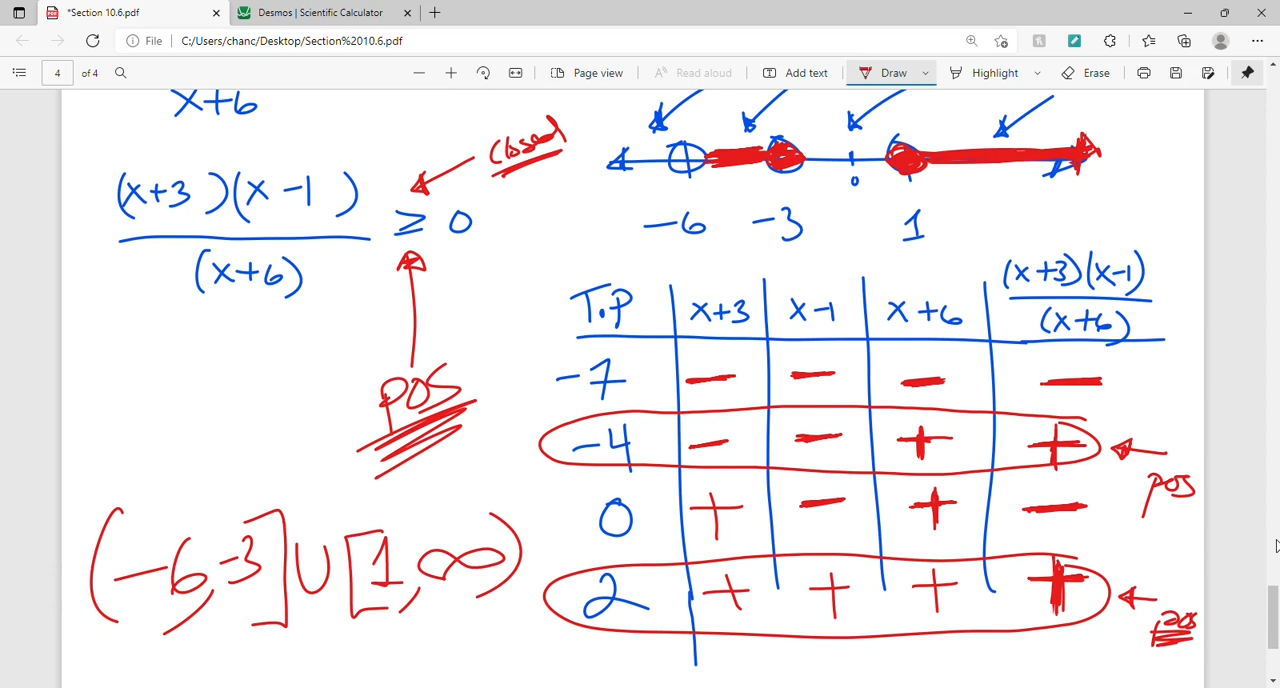 *Section 10.6.pdf
Desmos | Scientific Calculator
File
C:/Users/chanc/Desktop/Section%2010.6.pdf
4 of 4
Page view
Read aloud
Add text
Draw
Highlight
Erase
x+6
closed
(x+3)(x-1)
≥ 0
(x+6)
POS
(-6,-3]∪[1,∞)
0
-6 -3 1
T.P x+3 x-1 x+6 (x+3)(x-1)
(x+6)
-7 - - - -
-4 - - + +
pos
0 + - + -
2 + + + +
pos